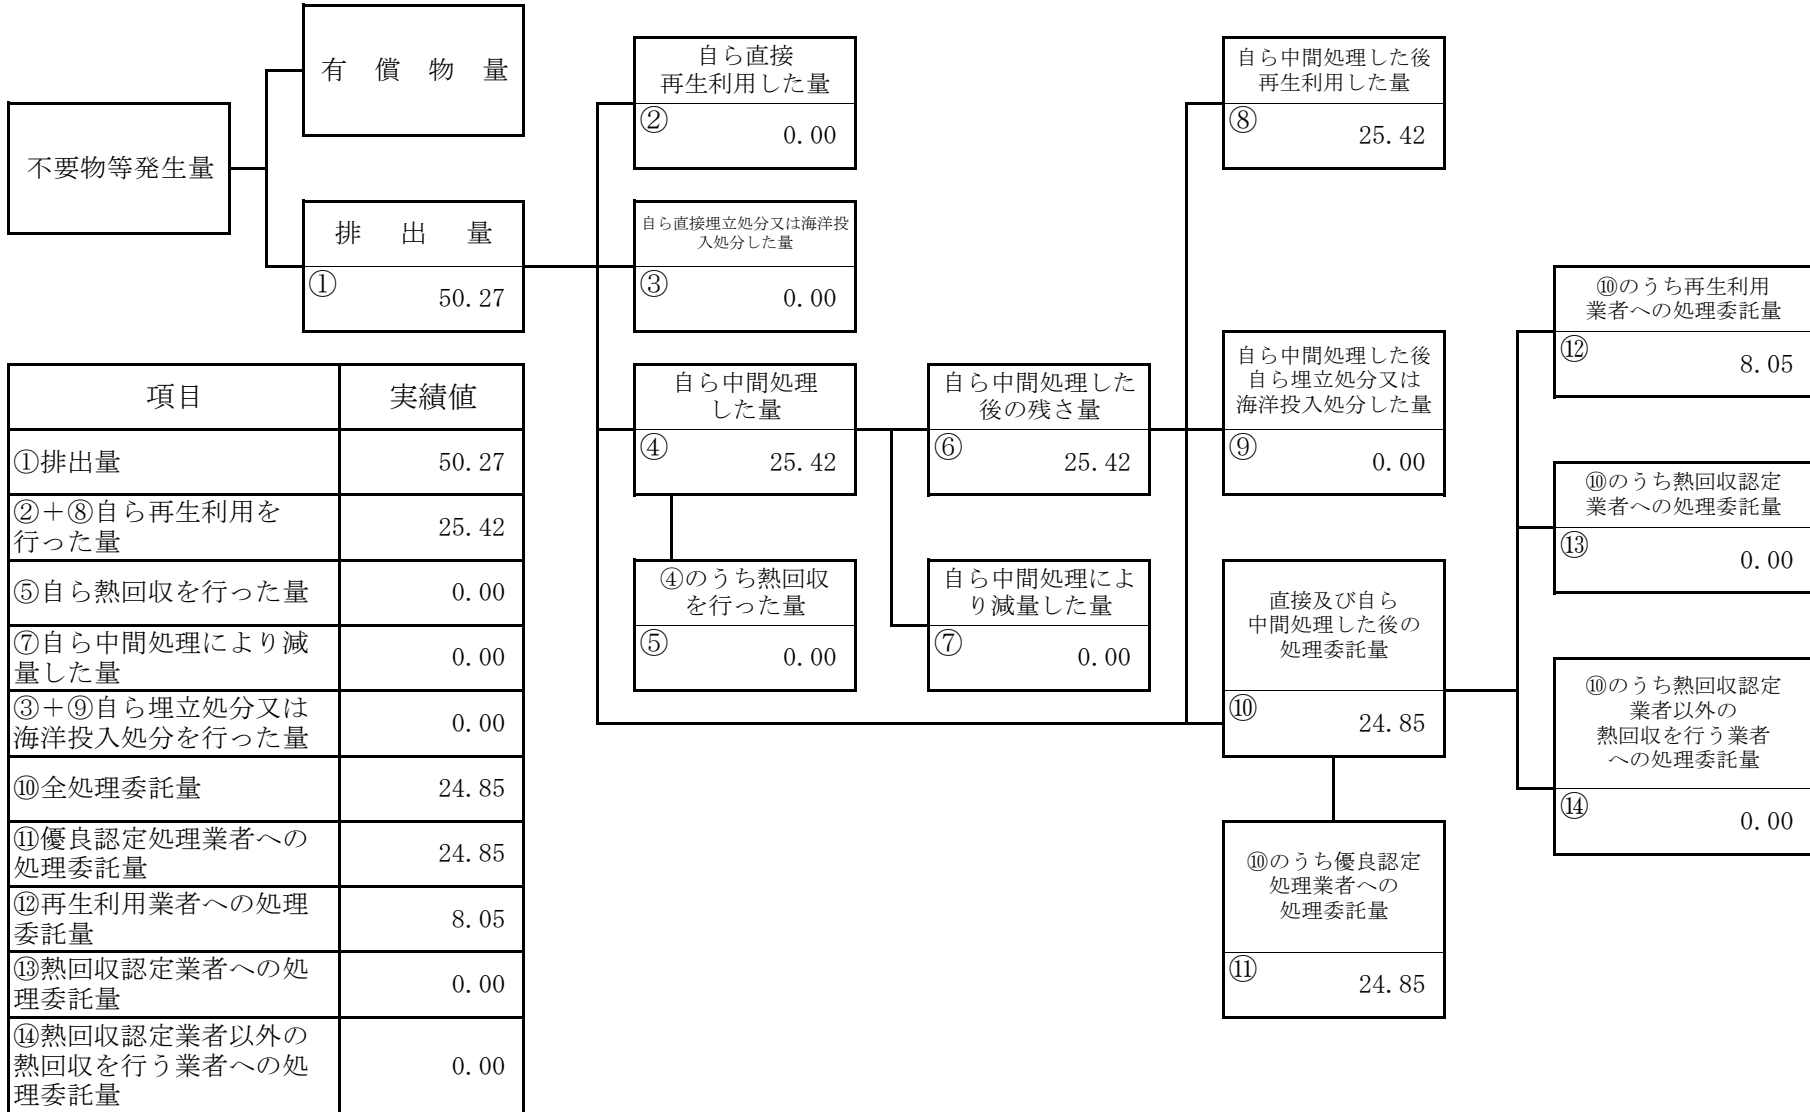 有償物量
不要物等発生量
排出量
①
50.27
自ら直接
再生利用した量
②
0.00
自ら直接埋立処分又は海洋投
入処分した量
③
0.00
自ら中間処理
した量
④
25.42
④のうち熱回収
を行った量
⑤
0.00
自ら中間処理した
後の残さ量
⑥
25.42
自ら中間処理によ
り減量した量
⑦
0.00
自ら中間処理した後
再生利用した量
⑧
25.42
自ら中間処理した後
自ら埋立処分又は
海洋投入処分した量
⑨
0.00
直接及び自ら
中間処理した後の
処理委託量
⑩
24.85
⑩のうち優良認定
処理業者への
処理委託量
⑪
24.85
⑩のうち再生利用
業者への処理委託量
⑫
8.05
⑩のうち熱回収認定
業者への処理委託量
⑬
0.00
⑩のうち熱回収認定
業者以外の
熱回収を行う業者
への処理委託量
⑭
0.00
項目 実績値
①排出量 50.27
②＋⑧自ら再生利用を
行った量 25.42
⑤自ら熱回収を行った量 0.00
⑦自ら中間処理により減
量した量 0.00
③＋⑨自ら埋立処分又は
海洋投入処分を行った量 0.00
⑩全処理委託量 24.85
⑪優良認定処理業者への
処理委託量 24.85
⑫再生利用業者への処理
委託量 8.05
⑬熱回収認定業者への処
理委託量 0.00
⑭熱回収認定業者以外の
熱回収を行う業者への処 0.00
理委託量